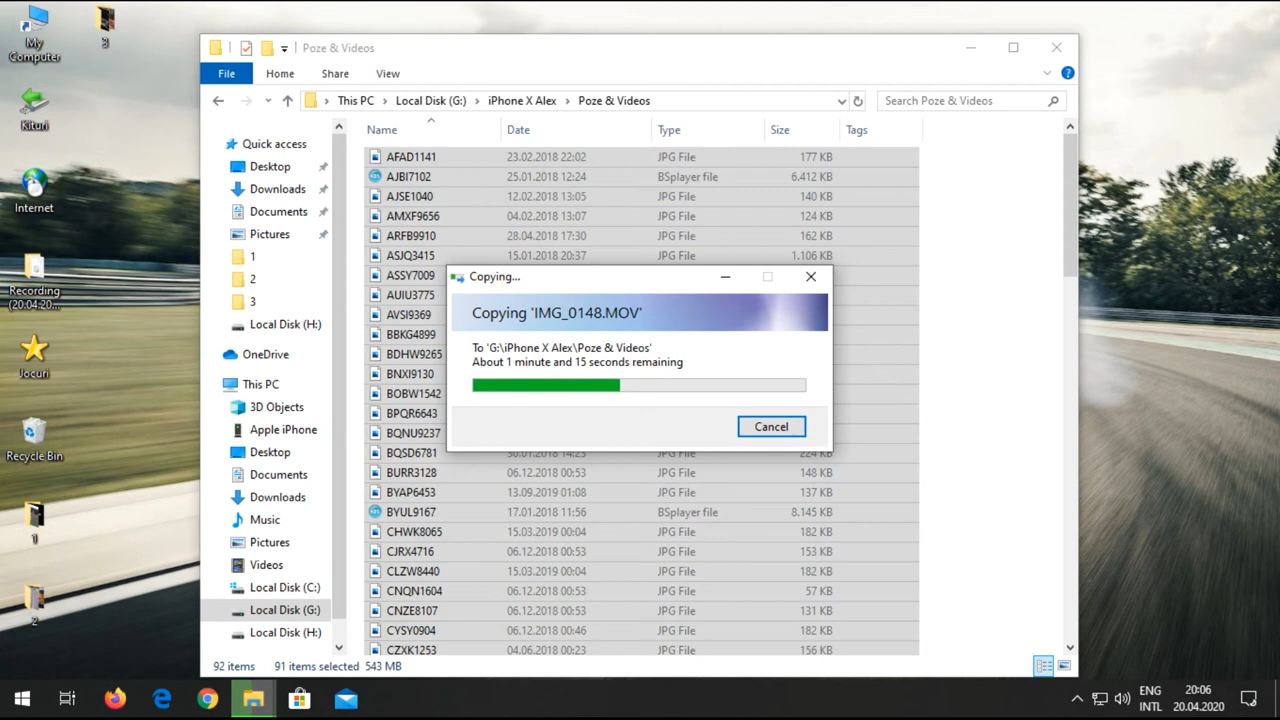 My
Computer
3
Kituri
Internet
Recording
(20.04.20...
Jocuri
Recycle Bin
1
2
Poze & Videos
File Home Share View
This PC Local Disk (G:) iPhone X Alex Poze & Videos
Search Poze & Videos
Quick access
Desktop
Downloads
Documents
Pictures
1
2
3
Local Disk (H:)
OneDrive
This PC
3D Objects
Apple iPhone
Desktop
Documents
Downloads
Music
Pictures
Videos
Local Disk (C:)
Local Disk (G:)
Local Disk (H:)
Name Date Type Size Tags
AFAD1141 23.02.2018 22:02 JPG File 177 KB
AJBI7102 25.01.2018 12:24 BSplayer file 6.412 KB
AJSE1040 12.02.2018 13:05 JPG File 140 KB
AMXF9656 04.02.2018 13:07 JPG File 124 KB
ARFB9910 28.04.2018 17:30 JPG File 162 KB
ASJQ3415 15.01.2018 20:37 JPG File 1.106 KB
ASSY7009
AUIU3775
AVSI9369
BBKG4899
BDHW9265
BNXI9130
BOBW1542
BPQR6643
BQNU9237
BQSD6781 30.01.2018 14:23 JPG File 224 KB
BURR3128 06.12.2018 00:53 JPG File 148 KB
BYAP6453 13.09.2019 01:08 JPG File 137 KB
BYUL9167 17.01.2018 11:56 BSplayer file 8.145 KB
CHWK8065 15.03.2019 00:04 JPG File 182 KB
CJRX4716 06.12.2018 00:53 JPG File 153 KB
CLZW8440 15.03.2019 00:04 JPG File 182 KB
CNQN1604 06.12.2018 00:53 JPG File 57 KB
CNZE8107 06.12.2018 00:53 JPG File 131 KB
CYSY0904 06.12.2018 00:46 JPG File 182 KB
CZXK1253 04.06.2018 00:23 JPG File 156 KB
Copying...
Copying 'IMG_0148.MOV'
To 'G:\iPhone X Alex\Poze & Videos'
About 1 minute and 15 seconds remaining
Cancel
92 items 91 items selected 543 MB
ENG
INTL
20:06
20.04.2020